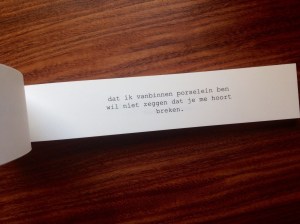 dat ik vanbinnen porselein ben
wil niet zeggen dat je me hoort
breken.